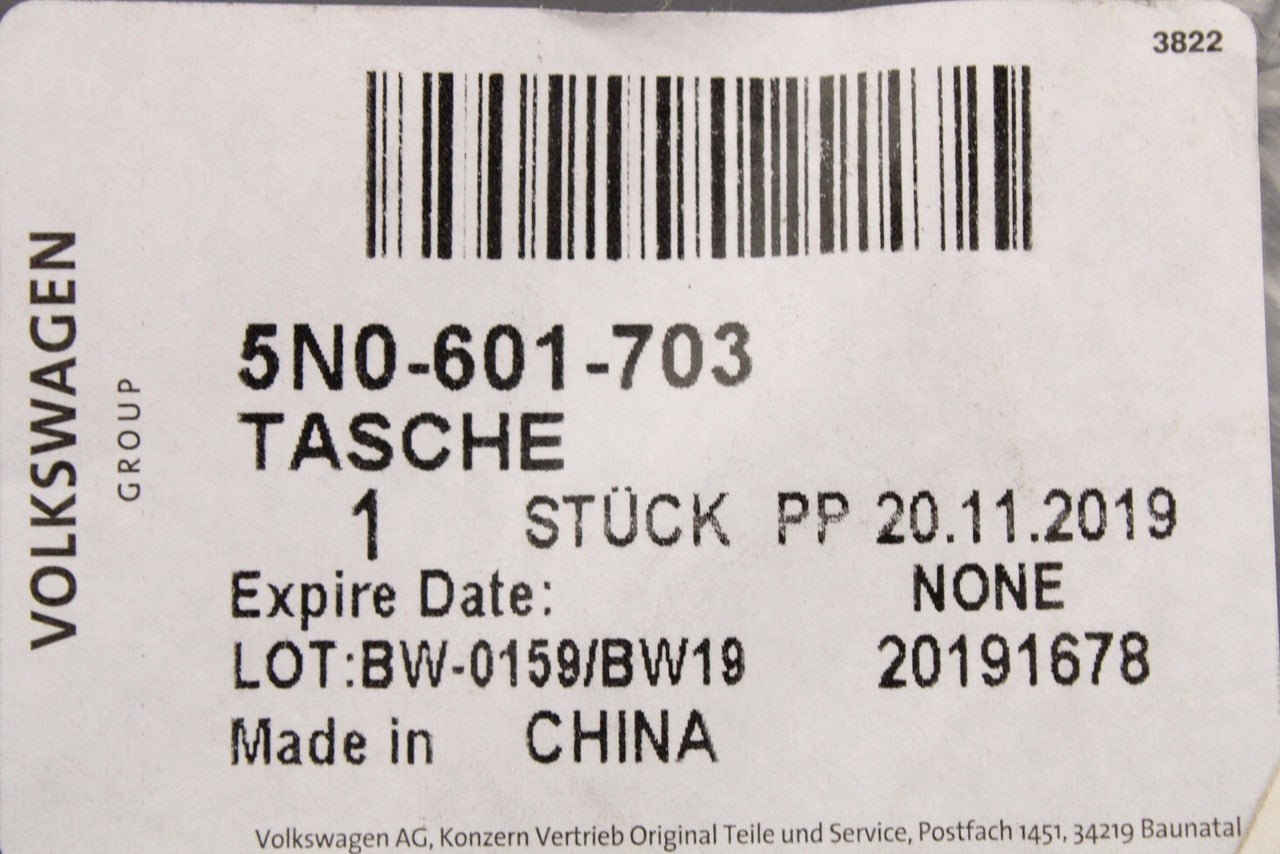 3822
VOLKSWAGEN
GROUP
5N0-601-703
TASCHE
1 STÜCK PP 20.11.2019
Expire Date: NONE
LOT:BW-0159/BW19 20191678
Made in CHINA
Volkswagen AG, Konzern Vertrieb Original Teile und Service, Postfach 1451, 34219 Baunatal